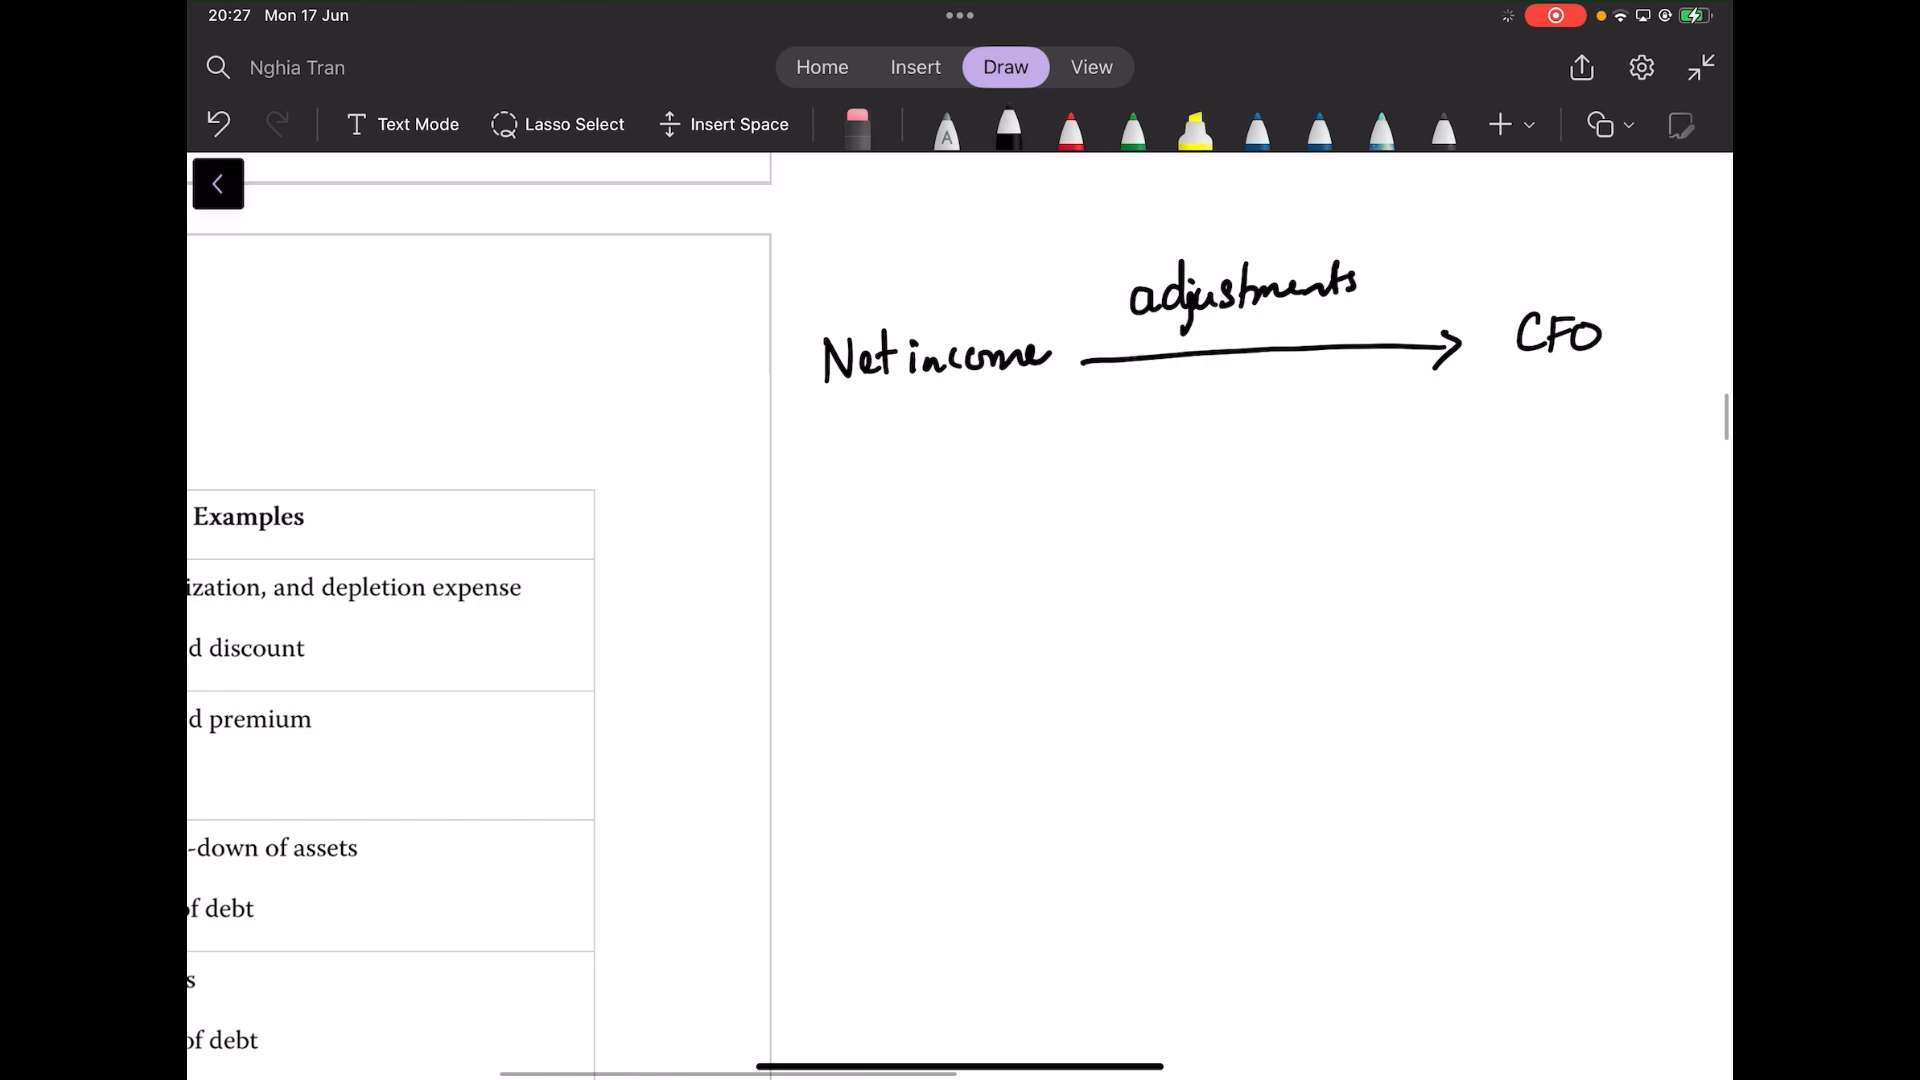 20:27 Mon 17 Jun
Nghia Tran
Home Insert Draw View
Text Mode Lasso Select Insert Space
A
adjustments
Net income CFO
Examples
ization, and depletion expense
d discount
d premium
-down of assets
of debt
s
of debt